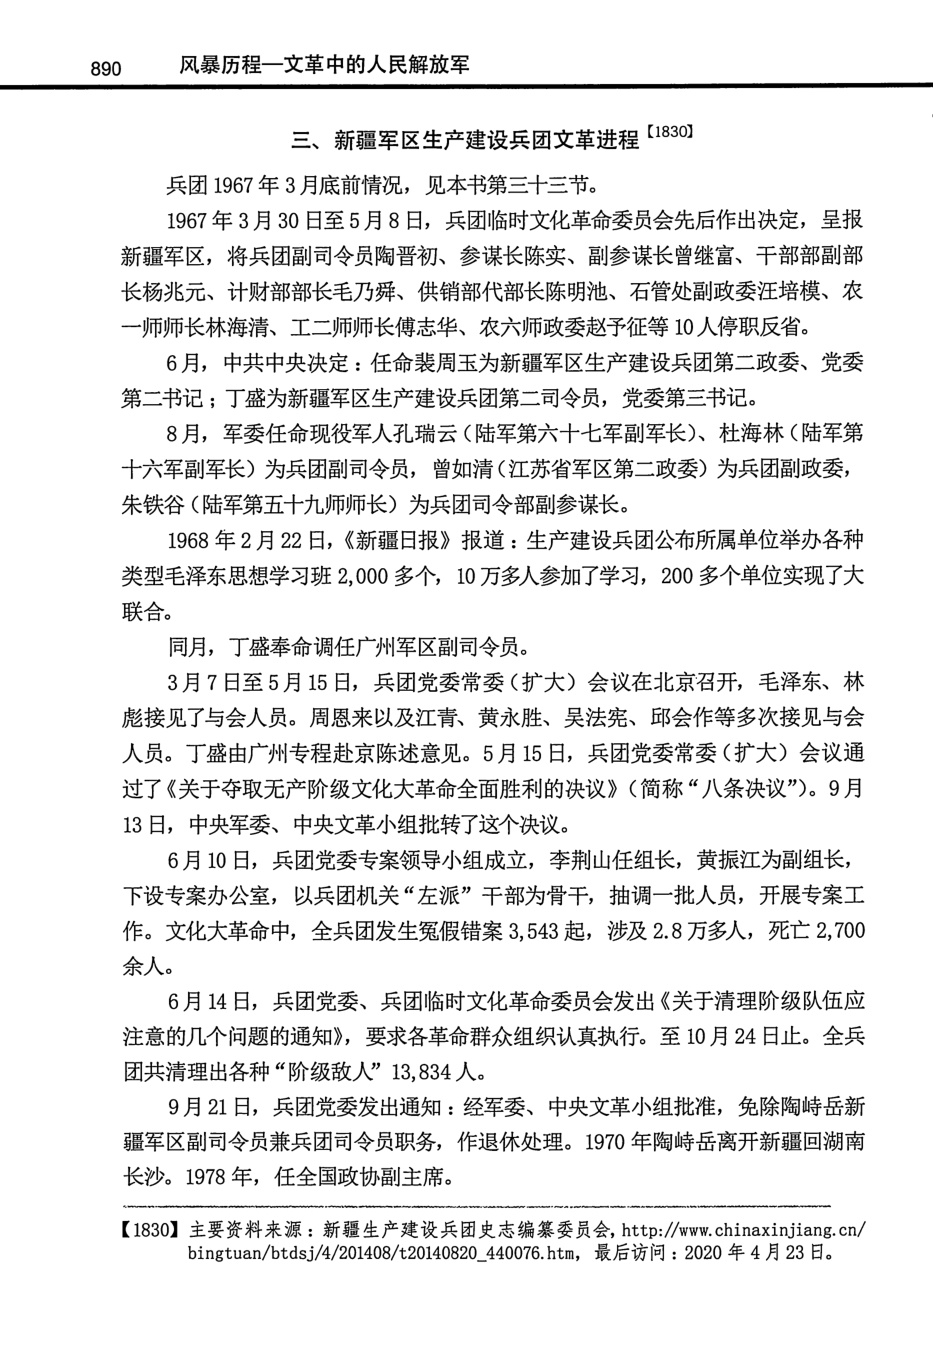 890 风暴历程—文革中的人民解放军
三、新疆军区生产建设兵团文革进程【1830】
兵团 1967 年 3 月底前情况，见本书第三十三节。
1967 年 3 月 30 日至 5 月 8 日，兵团临时文化革命委员会先后作出决定，呈报
新疆军区，将兵团副司令员陶晋初、参谋长陈实、副参谋长曾继富、干部部副部
长杨兆元、计财部部长毛乃舜、供销部代部长陈明池、石管处副政委汪培模、农
一师师长林海清、工二师师长傅志华、农六师政委赵予征等 10 人停职反省。
6 月，中共中央决定：任命裴周玉为新疆军区生产建设兵团第二政委、党委
第二书记；丁盛为新疆军区生产建设兵团第二司令员，党委第三书记。
8 月，军委任命现役军人孔瑞云（陆军第六十七军副军长）、杜海林（陆军第
十六军副军长）为兵团副司令员，曾如清（江苏省军区第二政委）为兵团副政委，
朱铁谷（陆军第五十九师师长）为兵团司令部副参谋长。
1968 年 2 月 22 日，《新疆日报》报道：生产建设兵团公布所属单位举办各种
类型毛泽东思想学习班 2,000 多个，10 万多人参加了学习，200 多个单位实现了大
联合。
同月，丁盛奉命调任广州军区副司令员。
3 月 7 日至 5 月 15 日，兵团党委常委（扩大）会议在北京召开，毛泽东、林
彪接见了与会人员。周恩来以及江青、黄永胜、吴法宪、邱会作等多次接见与会
人员。丁盛由广州专程赴京陈述意见。5 月 15 日，兵团党委常委（扩大）会议通
过了《关于夺取无产阶级文化大革命全面胜利的决议》（简称“八条决议”）。9 月
13 日，中央军委、中央文革小组批转了这个决议。
6 月 10 日，兵团党委专案领导小组成立，李荆山任组长，黄振江为副组长，
下设专案办公室，以兵团机关“左派”干部为骨干，抽调一批人员，开展专案工
作。文化大革命中，全兵团发生冤假错案 3,543 起，涉及 2.8 万多人，死亡 2,700
余人。
6 月 14 日，兵团党委、兵团临时文化革命委员会发出《关于清理阶级队伍应
注意的几个问题的通知》，要求各革命群众组织认真执行。至 10 月 24 日止。全兵
团共清理出各种“阶级敌人”13,834 人。
9 月 21 日，兵团党委发出通知：经军委、中央文革小组批准，免除陶峙岳新
疆军区副司令员兼兵团司令员职务，作退休处理。1970 年陶峙岳离开新疆回湖南
长沙。1978 年，任全国政协副主席。
【1830】主要资料来源：新疆生产建设兵团史志编纂委员会，http://www.chinaxinjiang.cn/
bingtuan/btdsj/4/201408/t20140820_440076.htm，最后访问：2020 年 4 月 23 日。